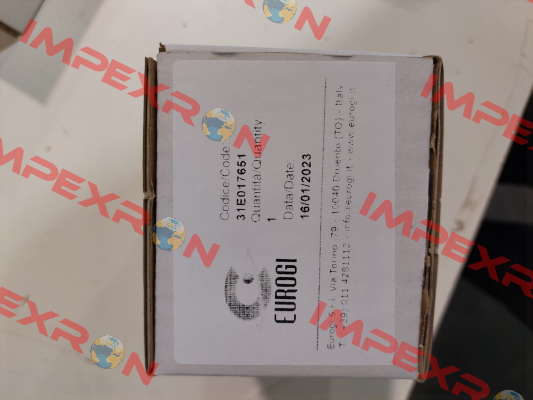 Codice/Code
31E017651
Quantità/Quantity
1
Data/Date
16/01/2023
EUROGI
Eurogi S.r.l. Via Torino, 79 - 10040 Druento (TO) - Italy
011 4281112 - info@eurogi.it - www.eurogi.it
IMPEXRON
IMPEXRON
IMPEXRON
IMPEXRON
IMPEXRON
IMPEXRON